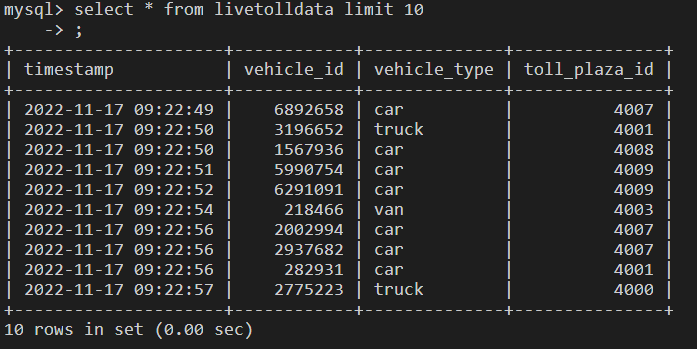 mysql> select * from livetolldata limit 10
    -> ;
+---------------------+------------+--------------+---------------+
| timestamp           | vehicle_id | vehicle_type | toll_plaza_id |
+---------------------+------------+--------------+---------------+
| 2022-11-17 09:22:49 |    6892658 | car          |          4007 |
| 2022-11-17 09:22:50 |    3196652 | truck        |          4001 |
| 2022-11-17 09:22:50 |    1567936 | car          |          4008 |
| 2022-11-17 09:22:51 |    5990754 | car          |          4009 |
| 2022-11-17 09:22:52 |    6291091 | car          |          4009 |
| 2022-11-17 09:22:54 |     218466 | van          |          4003 |
| 2022-11-17 09:22:56 |    2002994 | car          |          4007 |
| 2022-11-17 09:22:56 |    2937682 | car          |          4007 |
| 2022-11-17 09:22:56 |     282931 | car          |          4001 |
| 2022-11-17 09:22:57 |    2775223 | truck        |          4000 |
+---------------------+------------+--------------+---------------+
10 rows in set (0.00 sec)